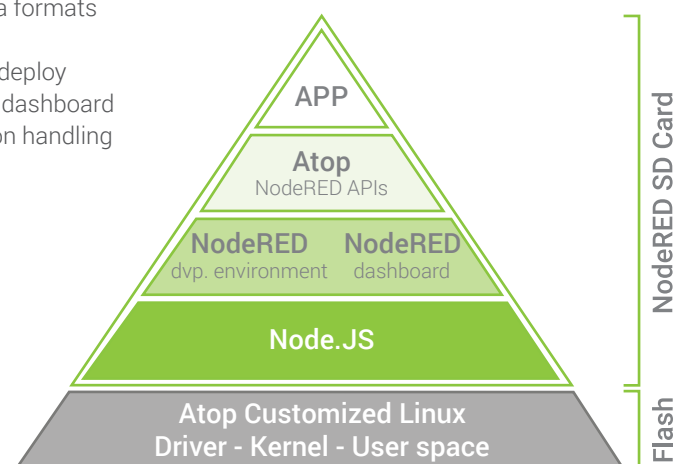 a formats
deploy
dashboard
on handling
APP
Atop
NodeRED APIs
NodeRED NodeRED
dvp. environment dashboard
Node.JS
Atop Customized Linux
Driver - Kernel - User space
NodeRED SD Card
Flash